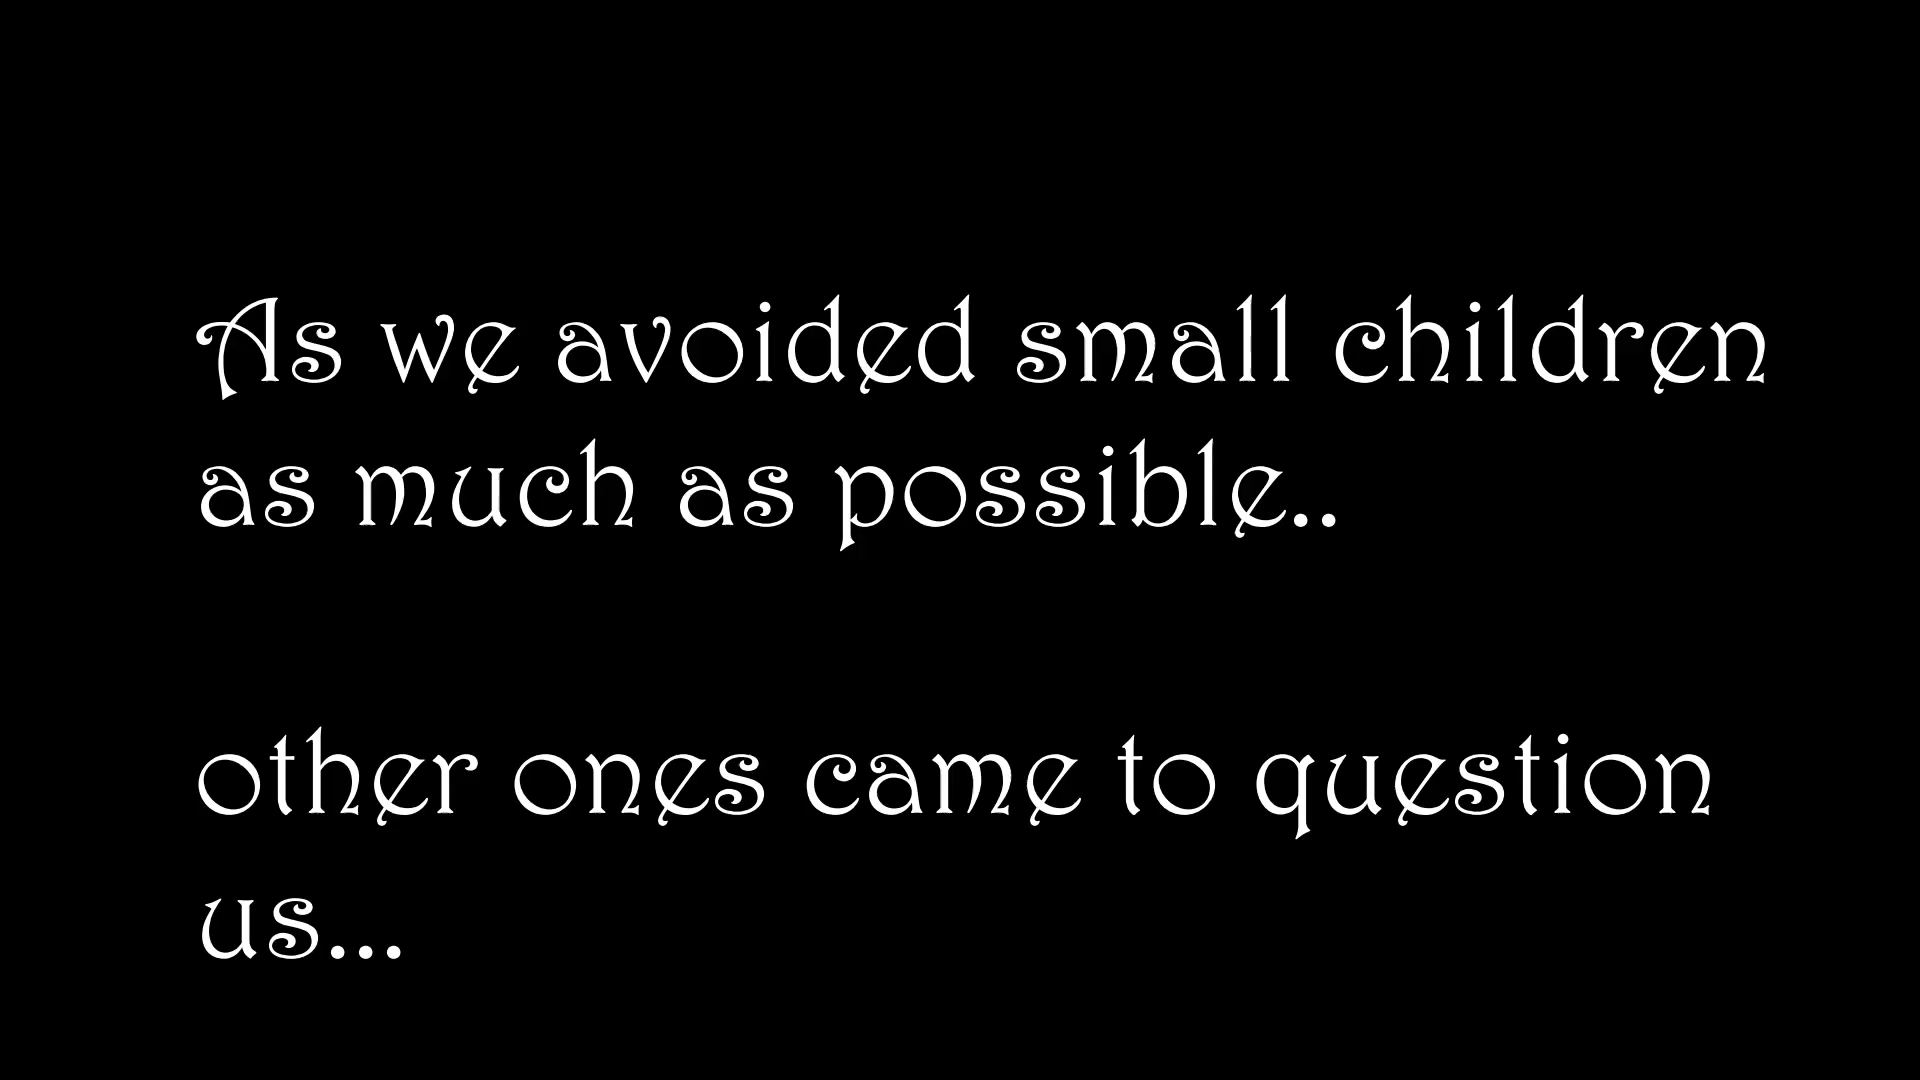 As we avoided small children
as much as possible..
other ones came to question
us...